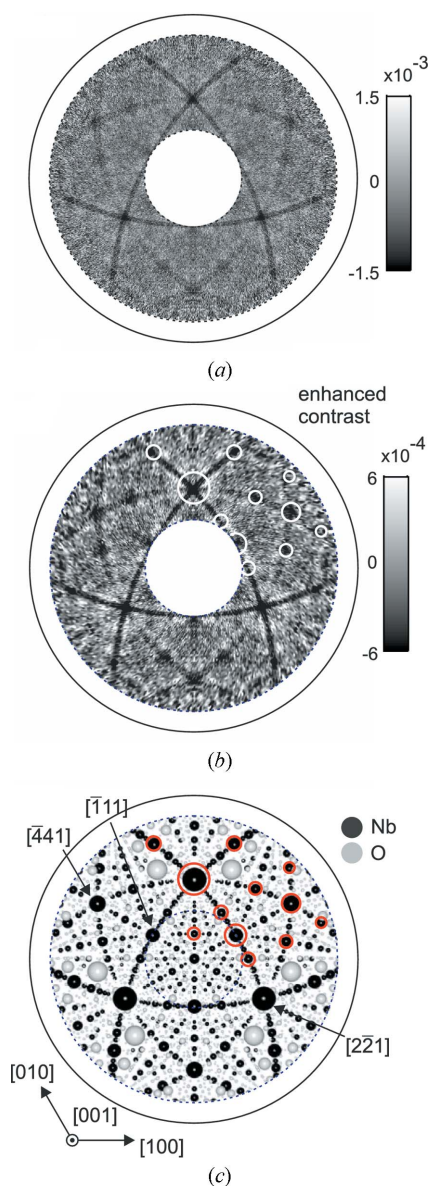 x10⁻³
1.5
0
-1.5
(a)
enhanced
contrast
x10⁻⁴
6
0
-6
(b)
[1̅11]
[4̅41]
Nb
O
[22̅1]
[010]
[001]
[100]
(c)